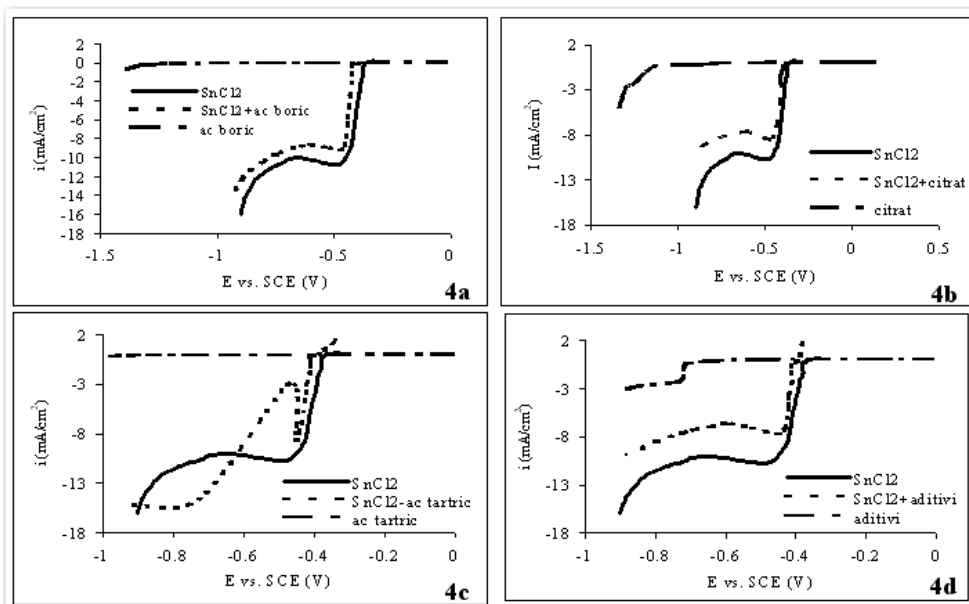 2
0
-2
-4
-6
-8
-10
-12
-14
-16
-18
i (mA/cm²)
SnCl2
SnCl2+ac boric
ac boric
-1.5
-1
-0.5
0
E vs. SCE (V)
4a
2
-3
-8
-13
-18
I (mA/cm²)
SnCl2
SnCl2+citrat
citrat
-1.5
-1
-0.5
0
0.5
E vs. SCE (V)
4b
2
-3
-8
-13
-18
i (mA/cm²)
SnCl2
SnCl2-ac tartric
ac tartric
-1
-0.8
-0.6
-0.4
-0.2
0
E vs. SCE (V)
4c
2
-3
-8
-13
-18
i (mA/cm²)
SnCl2
SnCl2+aditivi
aditivi
-1
-0.8
-0.6
-0.4
-0.2
0
E vs. SCE (V)
4d